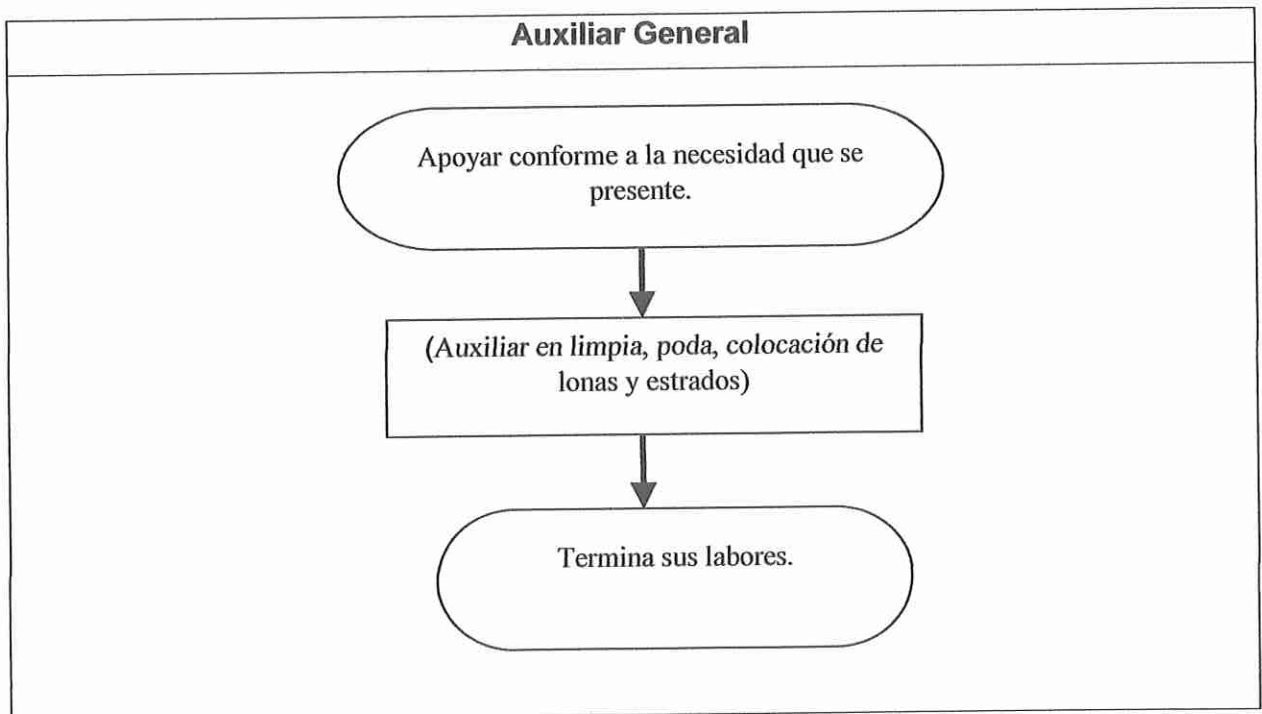 Auxiliar General
Apoyar conforme a la necesidad que se
presente.
(Auxiliar en limpia, poda, colocación de
lonas y estrados)
Termina sus labores.